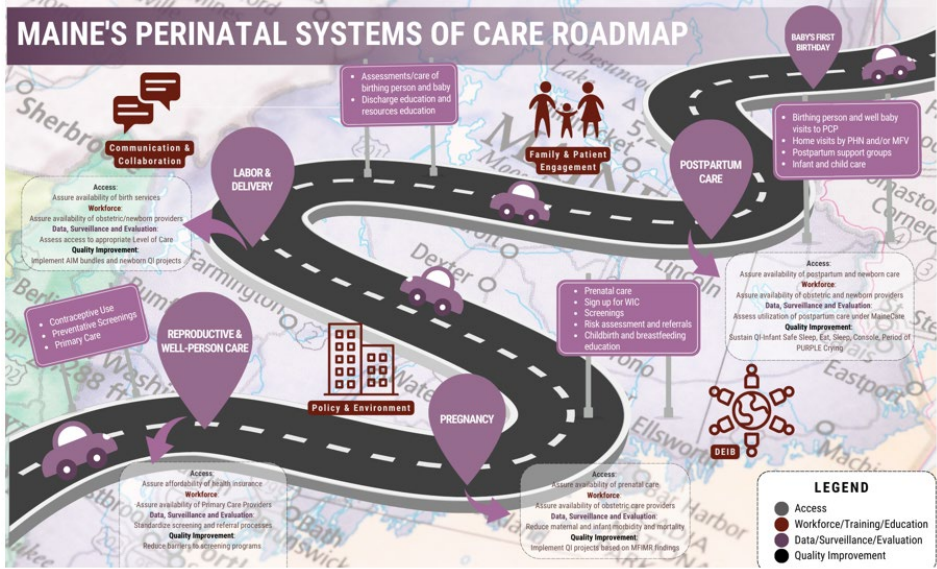 MAINE'S PERINATAL SYSTEMS OF CARE ROADMAP
BABY'S FIRST
BIRTHDAY
• Assessments/care of
birthing person and baby
• Discharge education and
resources education
Communication &
Collaboration
Family & Patient
Engagement
• Birthing person and well baby
visits to PCP
• Home visits by PHN and/or MFV
• Postpartum support groups
• Infant and child care
LABOR &
DELIVERY
POSTPARTUM
CARE
Access:
Assure availability of birth services
Workforce:
Assure availability of obstetric/newborn providers
Data, Surveillance and Evaluation:
Assess access to appropriate Level of Care
Quality Improvement:
Implement AIM bundles and newborn QI projects
Access:
Assure availability of postpartum and newborn care
Workforce:
Assure availability of obstetric and newborn providers
Data, Surveillance and Evaluation:
Assess utilization of postpartum care under MaineCare
Quality Improvement:
Sustain QI-Infant Safe Sleep, Eat, Sleep, Console, Period of
PURPLE Crying
• Contraceptive Use
• Preventative Screenings
• Primary Care
REPRODUCTIVE &
WELL-PERSON CARE
• Prenatal care
• Sign up for WIC
• Screenings
• Risk assessment and referrals
• Childbirth and breastfeeding
education
Policy & Environment
PREGNANCY
DEIB
Access:
Assure affordability of health insurance
Workforce:
Assure availability of Primary Care Providers
Data, Surveillance and Evaluation:
Standardize screening and referral processes
Quality Improvement:
Reduce barriers to screening programs
Access:
Assure availability of prenatal care
Workforce:
Assure availability of obstetric care providers
Data, Surveillance and Evaluation:
Reduce maternal and infant morbidity and mortality
Quality Improvement:
Implement QI projects based on MFIMR findings
LEGEND
Access
Workforce/Training/Education
Data/Surveillance/Evaluation
Quality Improvement
Farmington
Dexter
Lincoln
Ellsworth
Eastport
Harbor